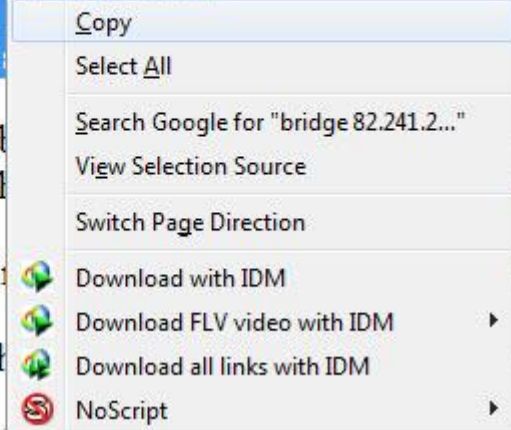 Copy
Select All
Search Google for "bridge 82.241.2..."
View Selection Source
Switch Page Direction
Download with IDM
Download FLV video with IDM
Download all links with IDM
NoScript